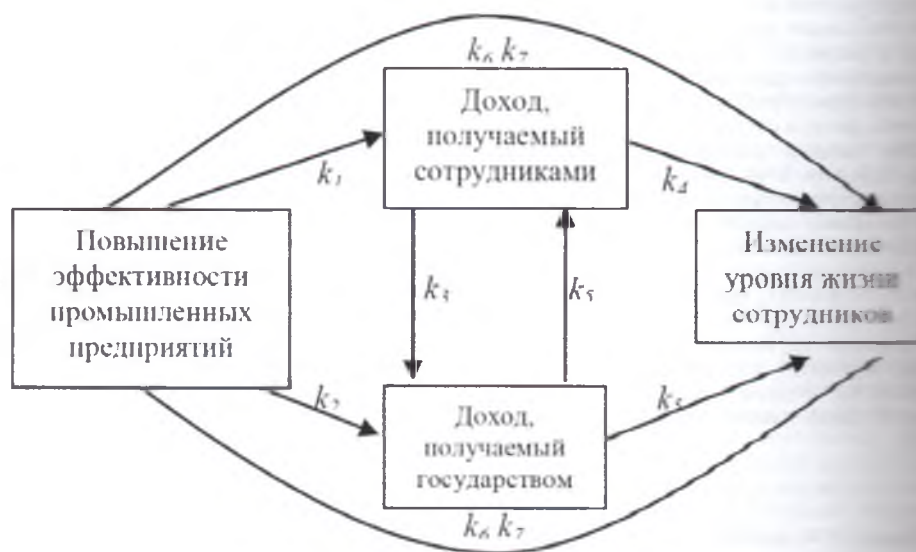 k₆ k₇
Доход,
получаемый
сотрудниками
k₁
k₄
Повышение
эффективности
промышленных
предприятий
Изменение
уровня жизни
сотрудников
k₃
k₅
k₂
k₅
Доход,
получаемый
государством
k₆ k₇